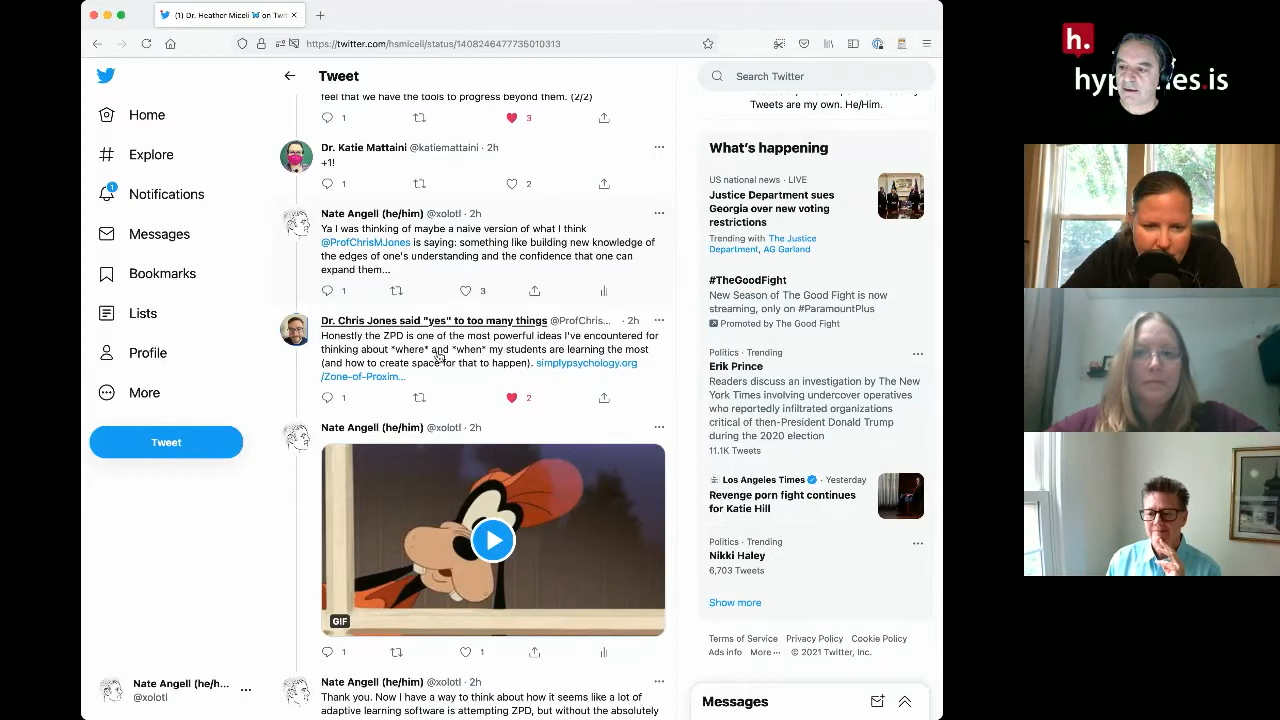 (1) Dr. Heather Miceli 🦋 on Twit
https://twitter.com/hsmiceli/status/1408246477735010313
Home
Explore
1
Notifications
Messages
Bookmarks
Lists
Profile
More
Tweet
Nate Angell (he/h...
@xolotl
Tweet
feel that we have the tools to progress beyond them. (2/2)
1
3
Dr. Katie Mattaini @katiemattaini · 2h
+1!
1
2
Nate Angell (he/him) @xolotl · 2h
Ya I was thinking of maybe a naive version of what I think
@ProfChrisMJones is saying: something like building new knowledge of
the edges of one's understanding and the confidence that one can
expand them...
1
3
Dr. Chris Jones said "yes" to too many things @ProfChris... · 2h
Honestly the ZPD is one of the most powerful ideas I've encountered for
thinking about *where* and *when* my students are learning the most
(and how to create space for that to happen). simplypsychology.org
/Zone-of-Proxim...
1
2
Nate Angell (he/him) @xolotl · 2h
GIF
1
1
Nate Angell (he/him) @xolotl · 2h
Thank you. Now I have a way to think about how it seems like a lot of
adaptive learning software is attempting ZPD, but without the absolutely
Search Twitter
Tweets are my own. He/Him.
What's happening
US national news · LIVE
Justice Department sues
Georgia over new voting
restrictions
Trending with The Justice
Department, AG Garland
#TheGoodFight
New Season of The Good Fight is now
streaming, only on #ParamountPlus
Promoted by The Good Fight
Politics · Trending
Erik Prince
Readers discuss an investigation by The New
York Times involving undercover operatives
who reportedly infiltrated organizations
critical of then-President Donald Trump
during the 2020 election
11.1K Tweets
Los Angeles Times · Yesterday
Revenge porn fight continues
for Katie Hill
Politics · Trending
Nikki Haley
6,703 Tweets
Show more
Terms of Service Privacy Policy Cookie Policy
Ads info More ··· © 2021 Twitter, Inc.
Messages
h.
hyp es.is